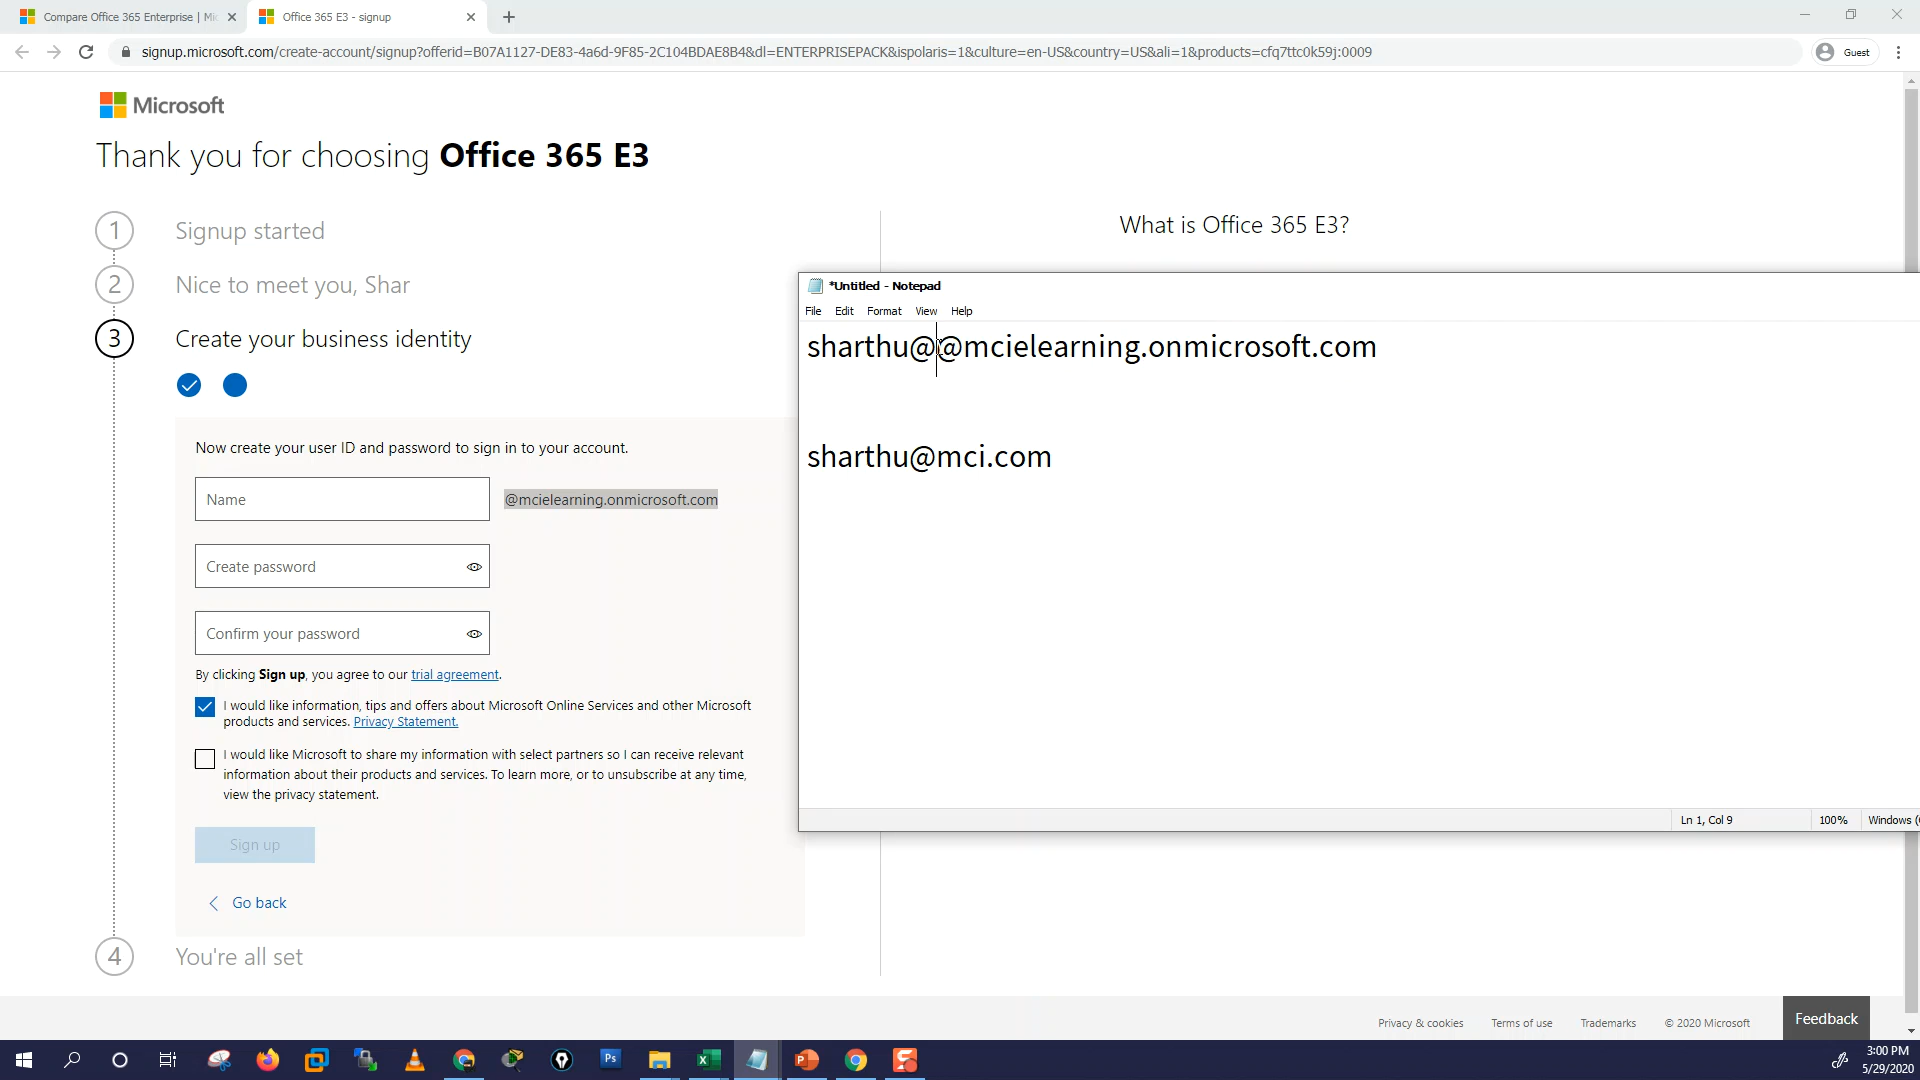 Compare Office 365 Enterprise | Mi
Office 365 E3 - signup
signup.microsoft.com/create-account/signup?offerid=B07A1127-DE83-4a6d-9F85-2C104BDAE8B4&dl=ENTERPRISEPACK&ispolaris=1&culture=en-US&country=US&ali=1&products=cfq7ttc0k59j:0009
Guest
Microsoft
Thank you for choosing Office 365 E3
1 Signup started
What is Office 365 E3?
2 Nice to meet you, Shar
3 Create your business identity
Now create your user ID and password to sign in to your account.
Name @mcielearning.onmicrosoft.com
Create password
Confirm your password
By clicking Sign up, you agree to our trial agreement.
I would like information, tips and offers about Microsoft Online Services and other Microsoft
products and services. Privacy Statement.
I would like Microsoft to share my information with select partners so I can receive relevant
information about their products and services. To learn more, or to unsubscribe at any time,
view the privacy statement.
Sign up
Go back
4 You're all set
*Untitled - Notepad
File Edit Format View Help
sharthu@@mcielearning.onmicrosoft.com
sharthu@mci.com
Ln 1, Col 9 100% Windows (
Privacy & cookies Terms of use Trademarks © 2020 Microsoft
Feedback
Ps
3:00 PM
5/29/2020